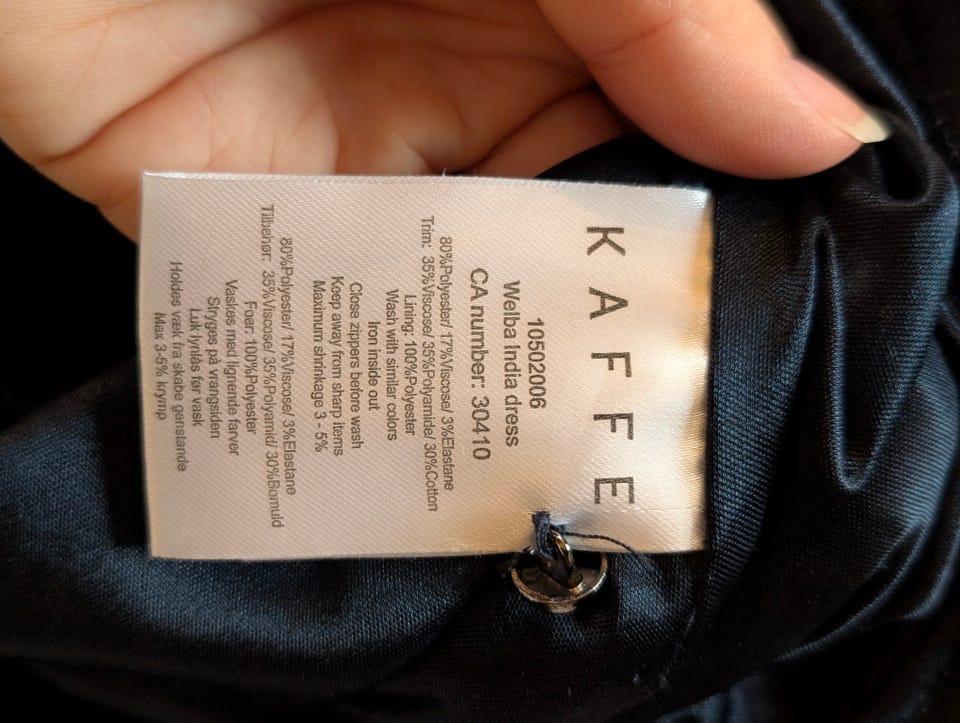 KAFFE
10502006
Welba India dress
CA number: 30410
80%Polyester/ 17%Viscose/ 3%Elastane
Trim: 35%Viscose/ 35%Polyamide/ 30%Cotton
Lining: 100%Polyester
Wash with similar colors
Iron inside out
Close zippers before wash
Keep away from sharp items
Maximum shrinkage 3 - 5%
80%Polyester/ 17%Viscose/ 3%Elastane
Tilbehør: 35%Viscose/ 35%Polyamid/ 30%Bomuld
Foer: 100%Polyester
Vaskes med lignende farver
Stryges på vrangsiden
Luk lynlås før vask
Holdes væk fra skabe genstande
Max 3-5% krymp